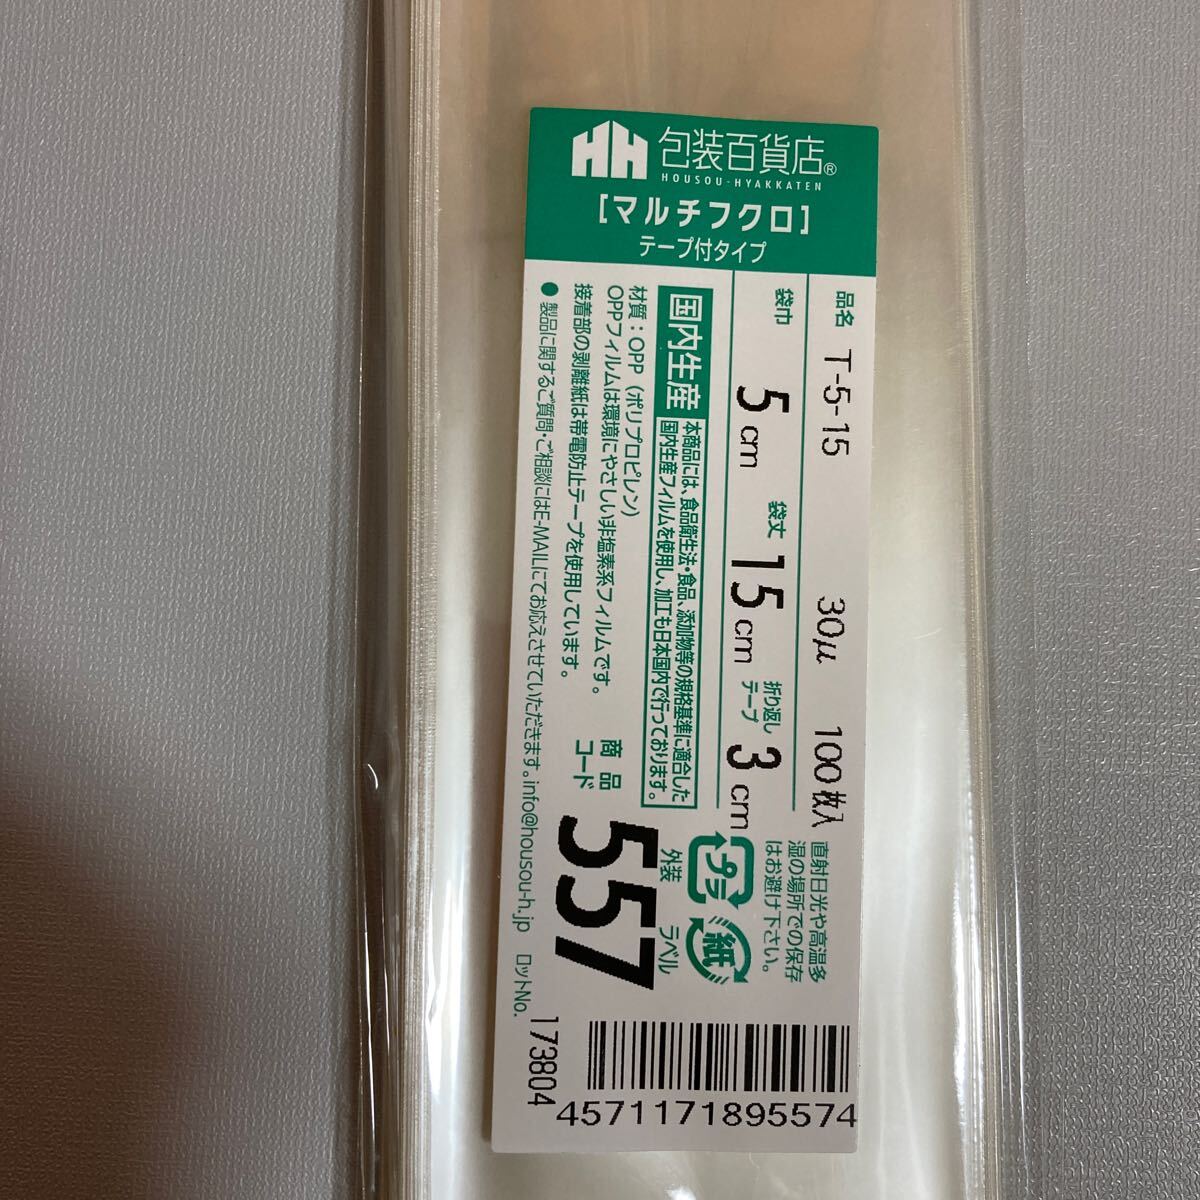 HH 包装百貨店®
HOUSOU-HYAKKATEN
[マルチフクロ]
テープ付タイプ
品名 T-5-15 30μ 100枚入
袋巾 5cm 袋丈 15cm 折り返しテープ 3cm
国内生産
本商品には、食品衛生法・食品、添加物等の規格基準に適合した
国内生産フィルムを使用し、加工も日本国内で行っております。
材質：OPP（ポリプロピレン）
OPPフィルムは環境にやさしい非塩素系フィルムです。
接着部の剥離紙は帯電防止テープを使用しています。
●製品に関するご質問・ご相談にはE-MAILにてお応えさせていただきます。info@housou-h.jp ロットNo. 173804
商品コード 557
直射日光や高温多
湿の場所での保存
はお避け下さい。
プラ 外装
紙 ラベル
4571171895574